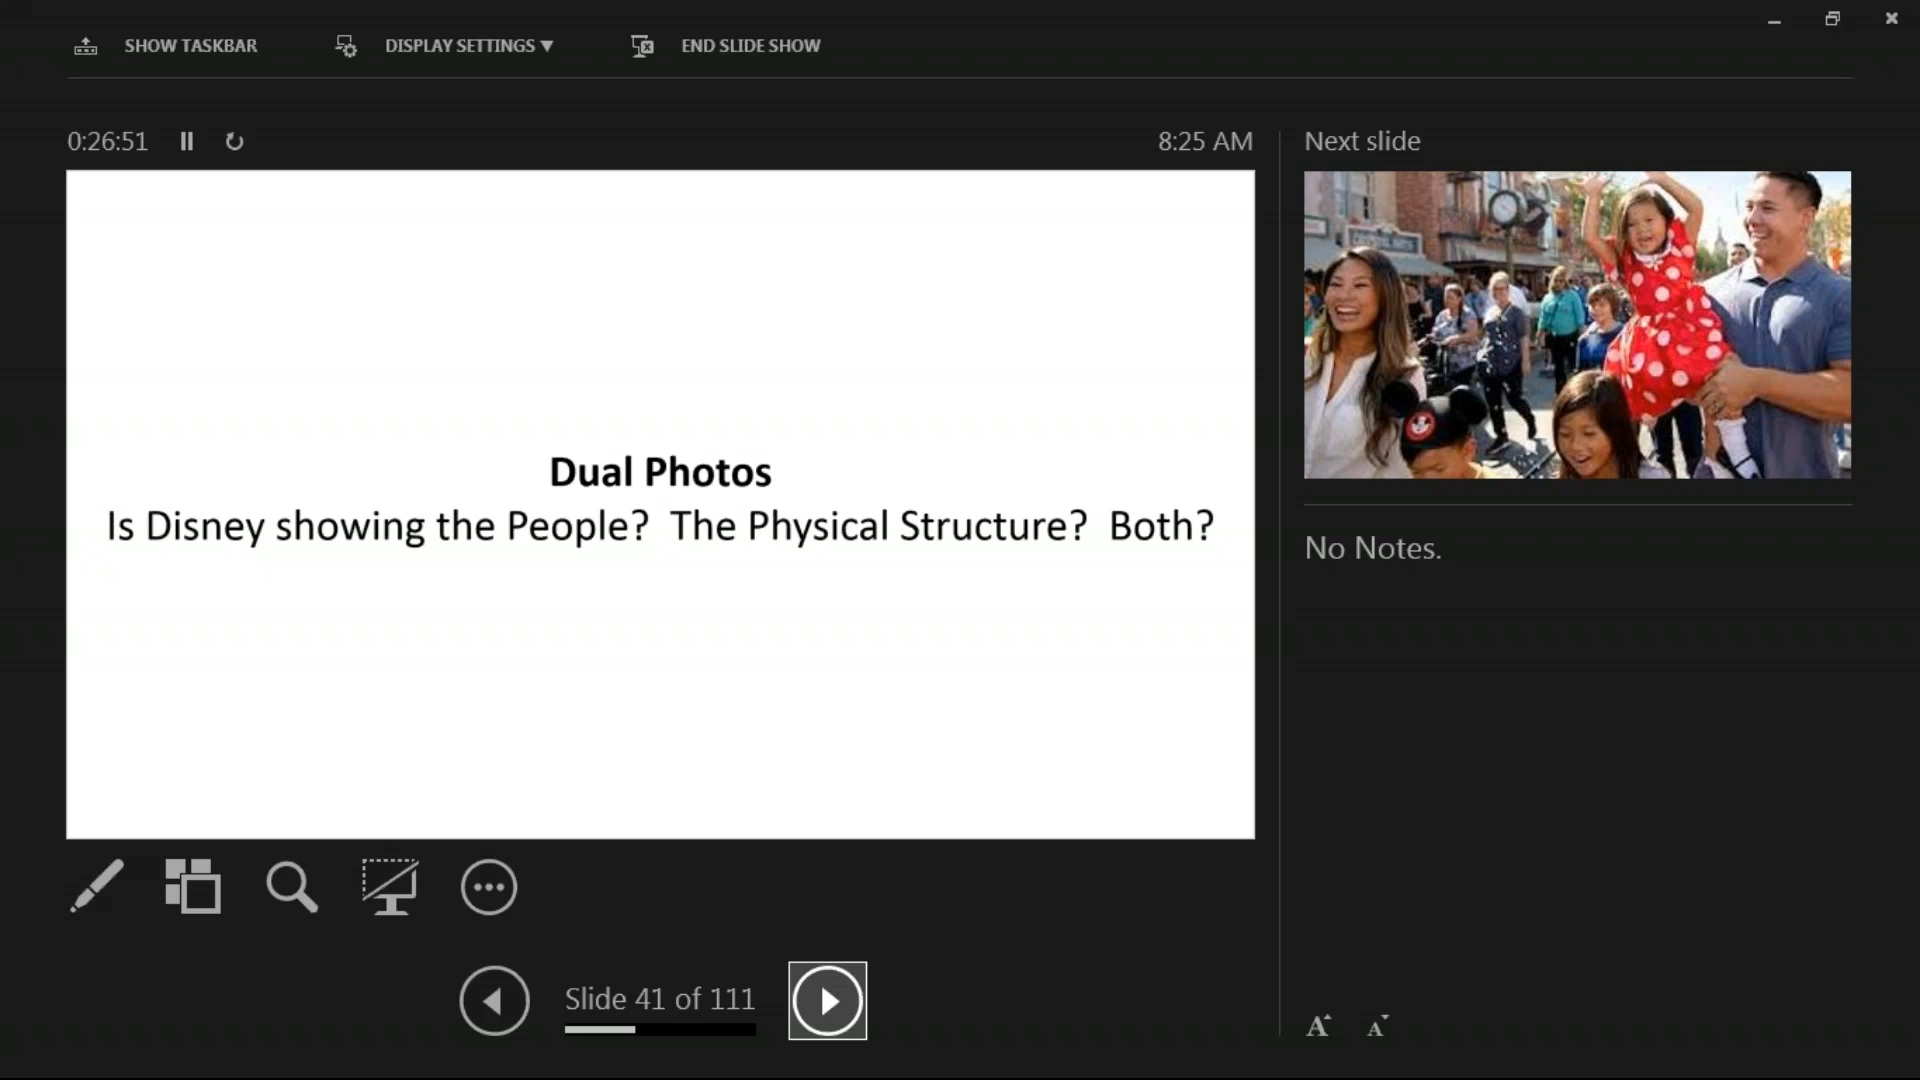 SHOW TASKBAR
DISPLAY SETTINGS ▼
END SLIDE SHOW
0:26:51
8:25 AM
Next slide
Dual Photos
Is Disney showing the People?  The Physical Structure?  Both?
No Notes.
Slide 41 of 111
A
A